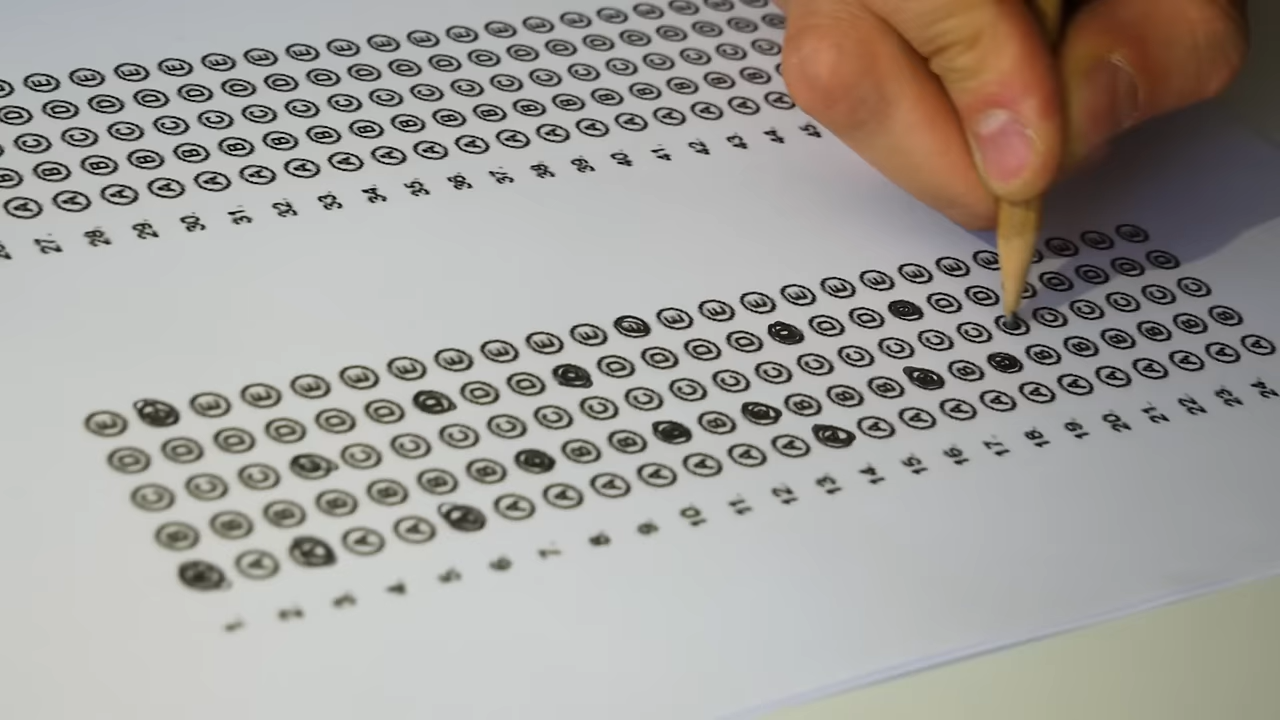 1. B C D E
2. A B C D
3. B C D E
4. A B D E
5. A B C D E
6. B C D E
7. A B C E
8. A C D E
9. A B C D E
10. A B C E
11. A C D E
12. A B C D
13. A C D E
14. B C D E
15. A B C E
16. A B C D E
17. A C D E
18. A B C E
19. A C D E
20. A B D E
21. A B C E
22. A B C D
23. A B C D E
24. A B C D E
A B C D E
27. A B
28. A B C D
29. A B C D E
30. A B C D E
31. A B C D E
32. A B C D E
33. A B C D E
34. A B C D E
35. A B C D E
36. A B C D E
37. A B C D E
38. A B C D E
39. A B C D E
40. A B C D E
41. A B C D E
42. A B C D E
43. A B C D E
44. A B C D E
45. A B C D E